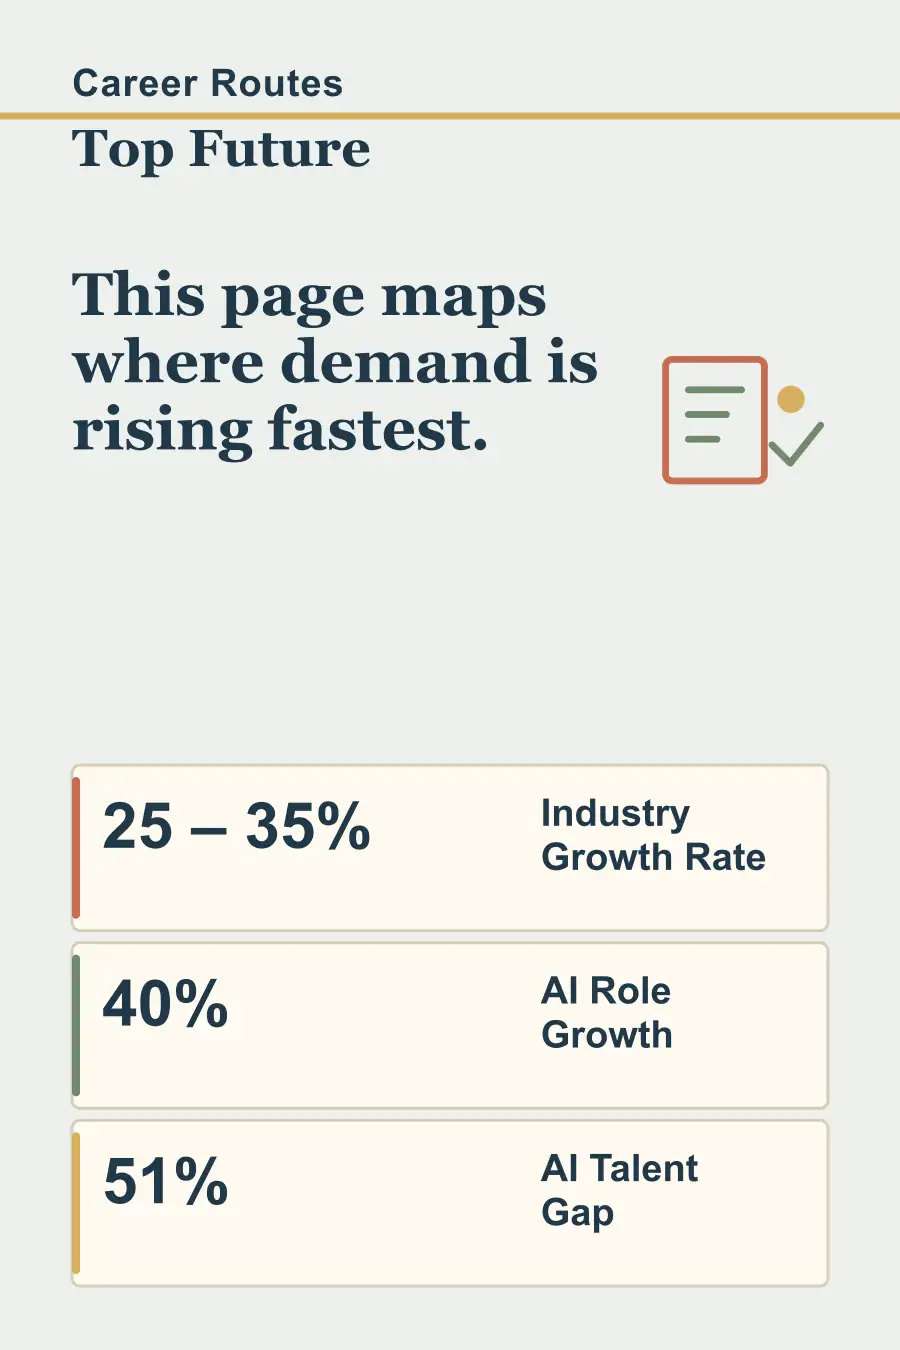 Career Routes
Top Future
This page maps
where demand is
rising fastest.
25 – 35%
Industry
Growth Rate
40%
AI Role
Growth
51%
AI Talent
Gap